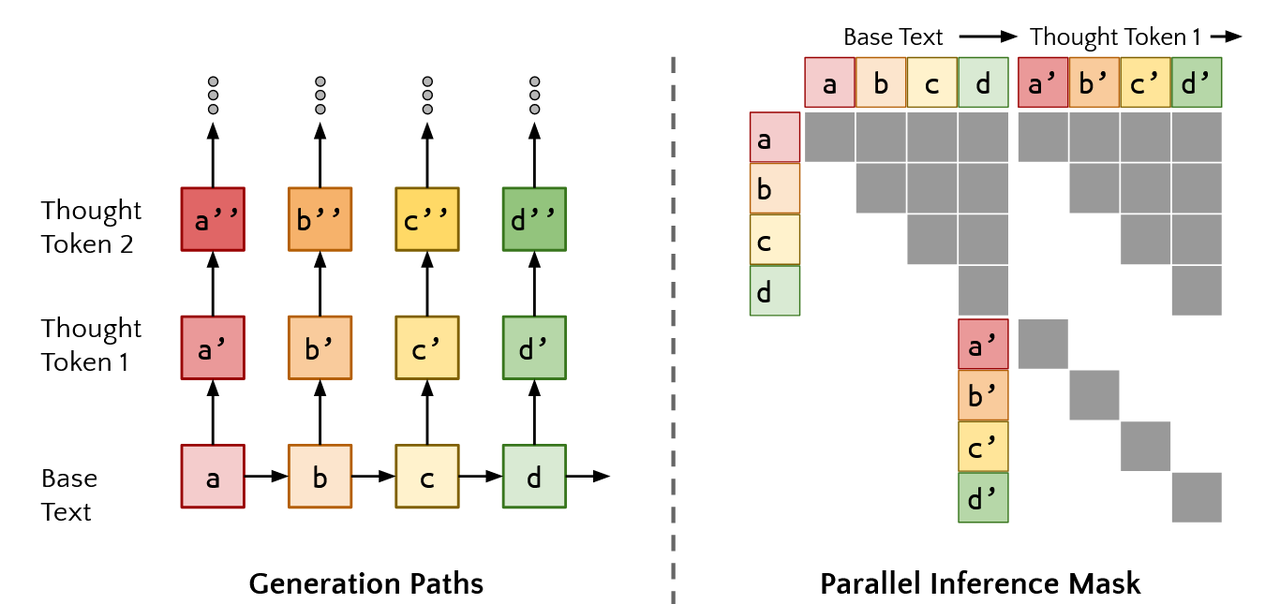 Base Text
Thought Token 1
a b c d a’ b’ c’ d’
a
b
c
d
a’
b’
c’
d’
Parallel Inference Mask
Thought
Token 2
a’’ b’’ c’’ d’’
Thought
Token 1
a’ b’ c’ d’
Base
Text
a b c d
Generation Paths